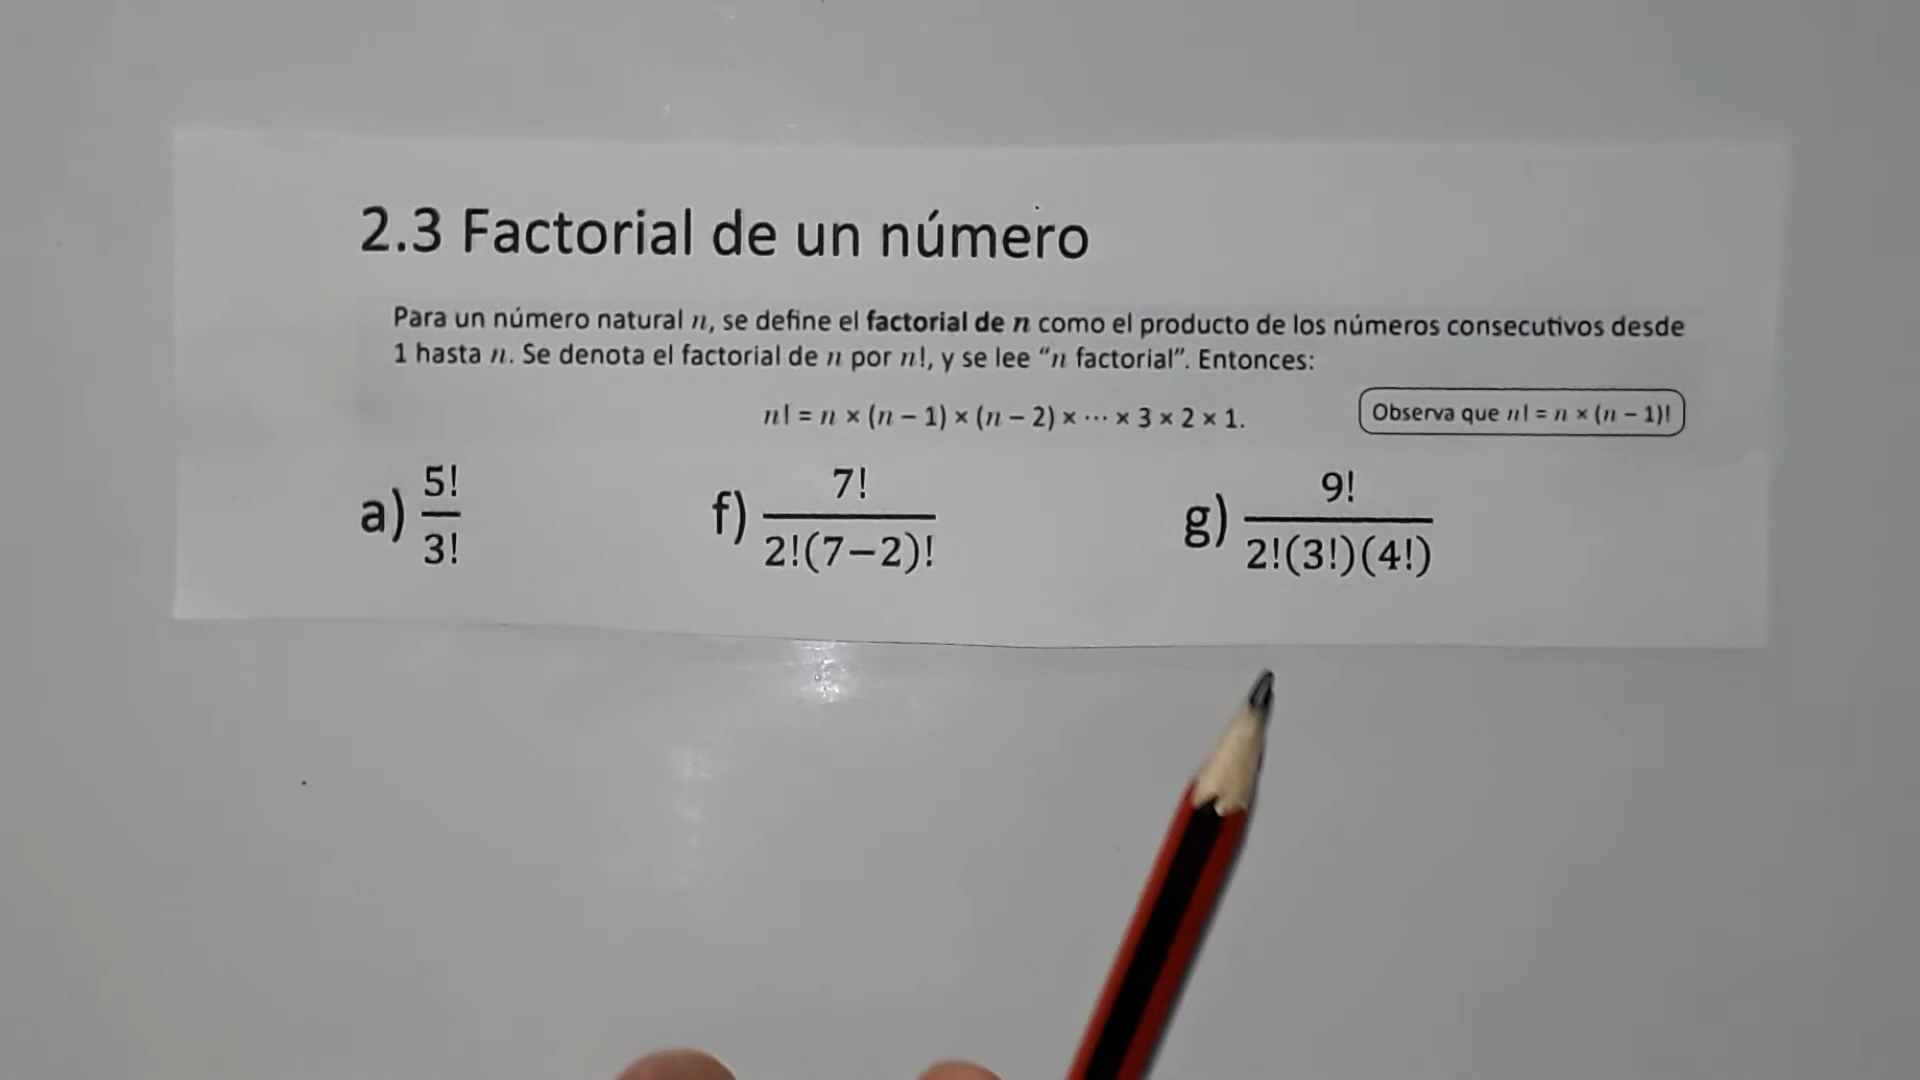 2.3 Factorial de un número
Para un número natural n, se define el factorial de n como el producto de los números consecutivos desde
1 hasta n. Se denota el factorial de n por n!, y se lee “n factorial”. Entonces:
n! = n × (n – 1) × (n – 2) × ··· × 3 × 2 × 1.
Observa que n! = n × (n – 1)!
a) 5!/3!
f) 7!/2!(7−2)!
g) 9!/2!(3!)(4!)